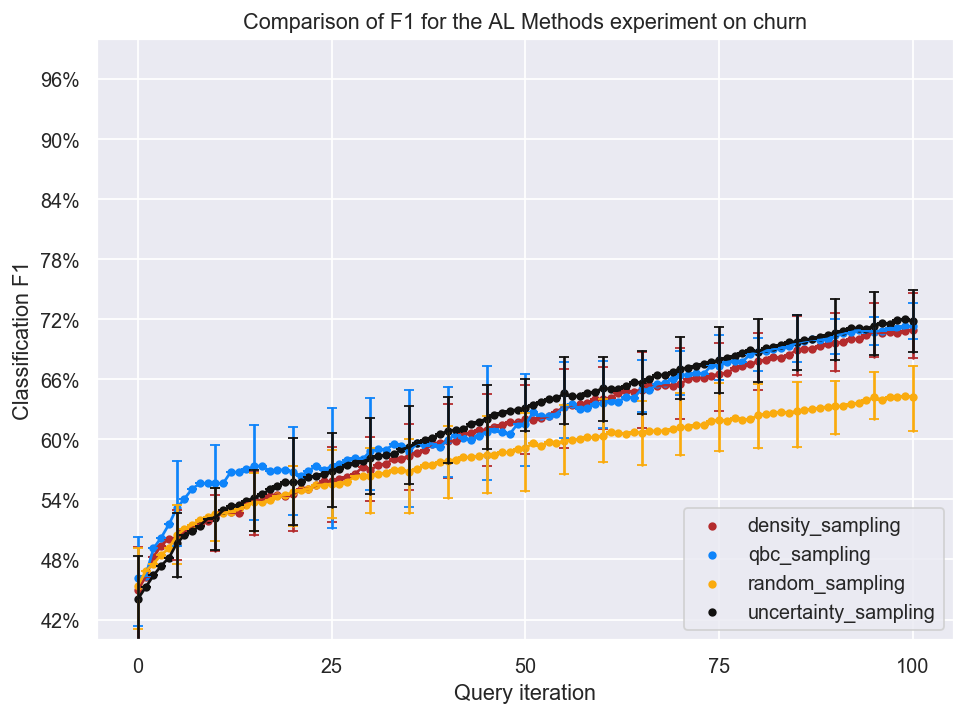 Comparison of F1 for the AL Methods experiment on churn
96%
90%
84%
78%
72%
66%
60%
54%
48%
42%
Classification F1
0 25 50 75 100
Query iteration
density_sampling
qbc_sampling
random_sampling
uncertainty_sampling